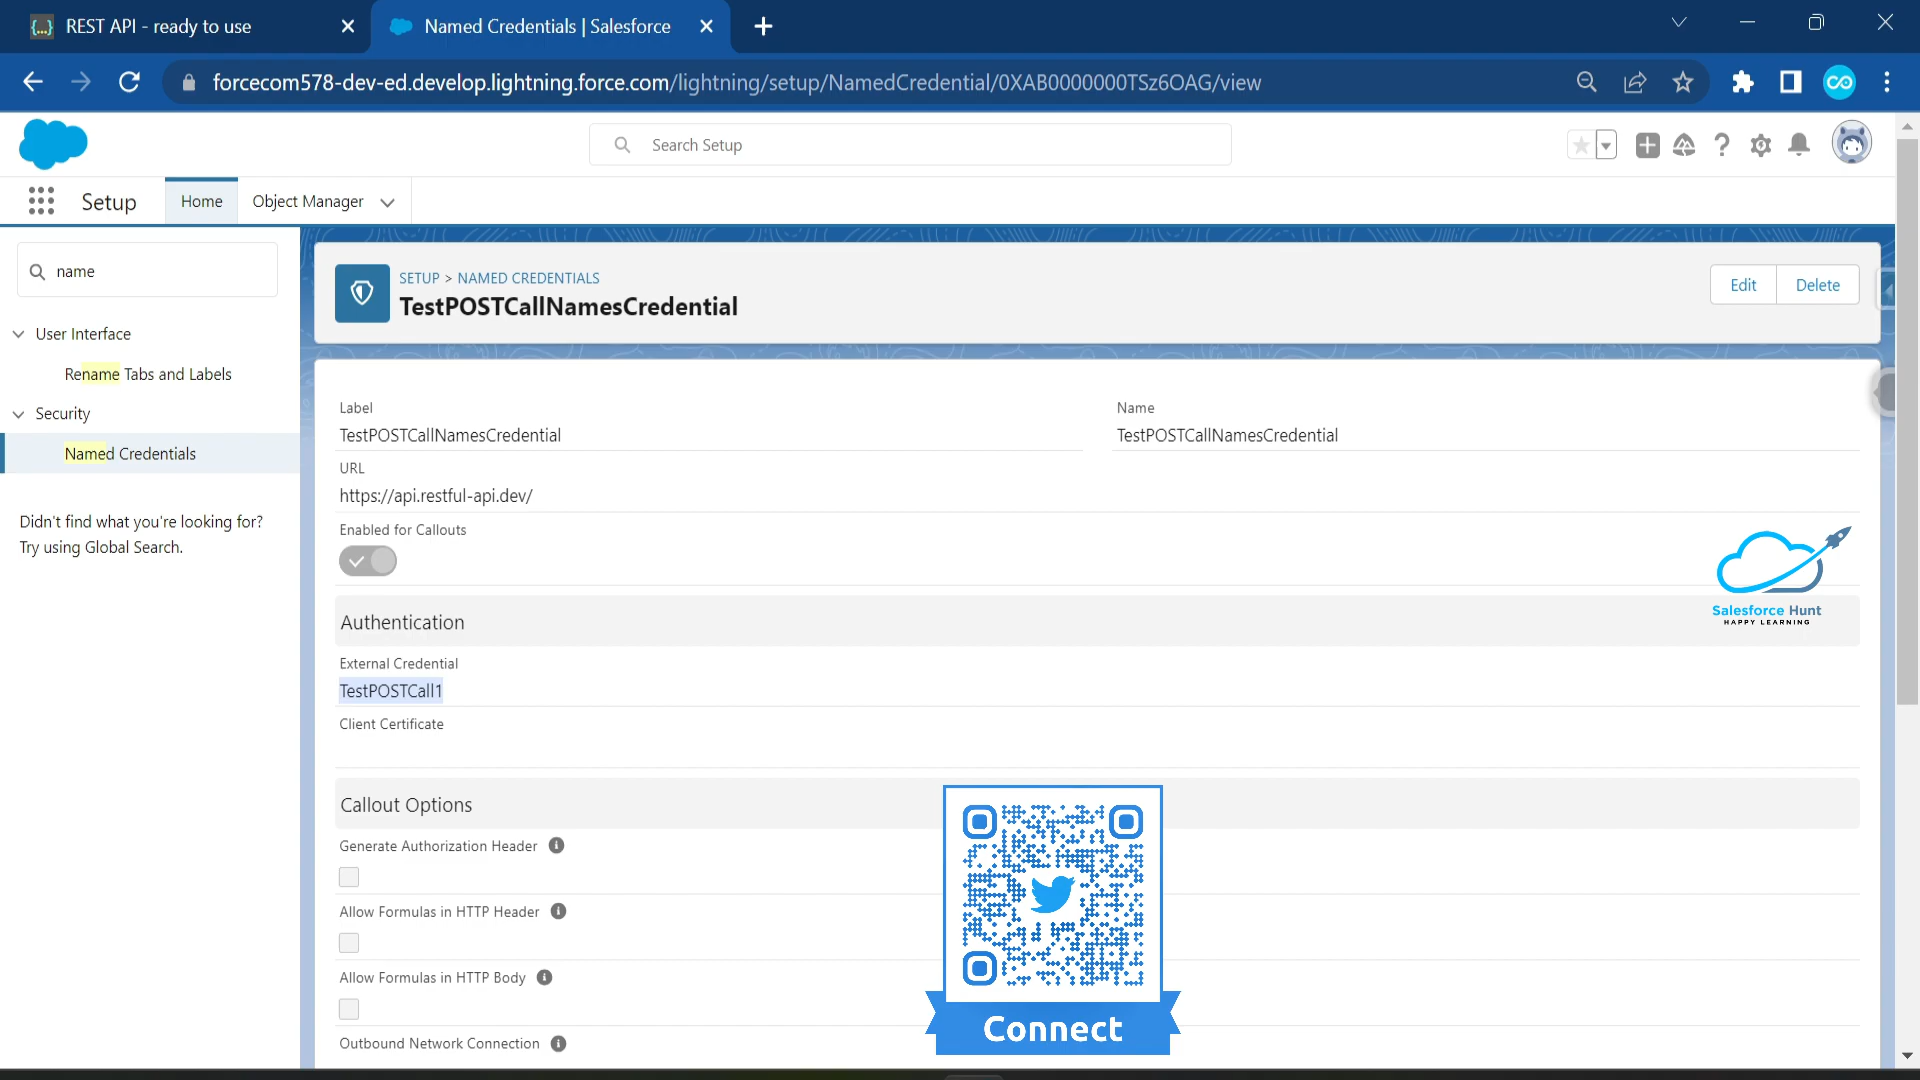 REST API - ready to use
Named Credentials | Salesforce
forcecom578-dev-ed.develop.lightning.force.com/lightning/setup/NamedCredential/0XAB0000000TSz6OAG/view
Search Setup
Setup
Home
Object Manager
name
User Interface
Rename Tabs and Labels
Security
Named Credentials
Didn't find what you're looking for?
Try using Global Search.
SETUP > NAMED CREDENTIALS
TestPOSTCallNamesCredential
Edit
Delete
Label
TestPOSTCallNamesCredential
Name
TestPOSTCallNamesCredential
URL
https://api.restful-api.dev/
Enabled for Callouts
Salesforce Hunt
HAPPY LEARNING
Authentication
External Credential
TestPOSTCall1
Client Certificate
Callout Options
Generate Authorization Header
Allow Formulas in HTTP Header
Allow Formulas in HTTP Body
Outbound Network Connection
Connect